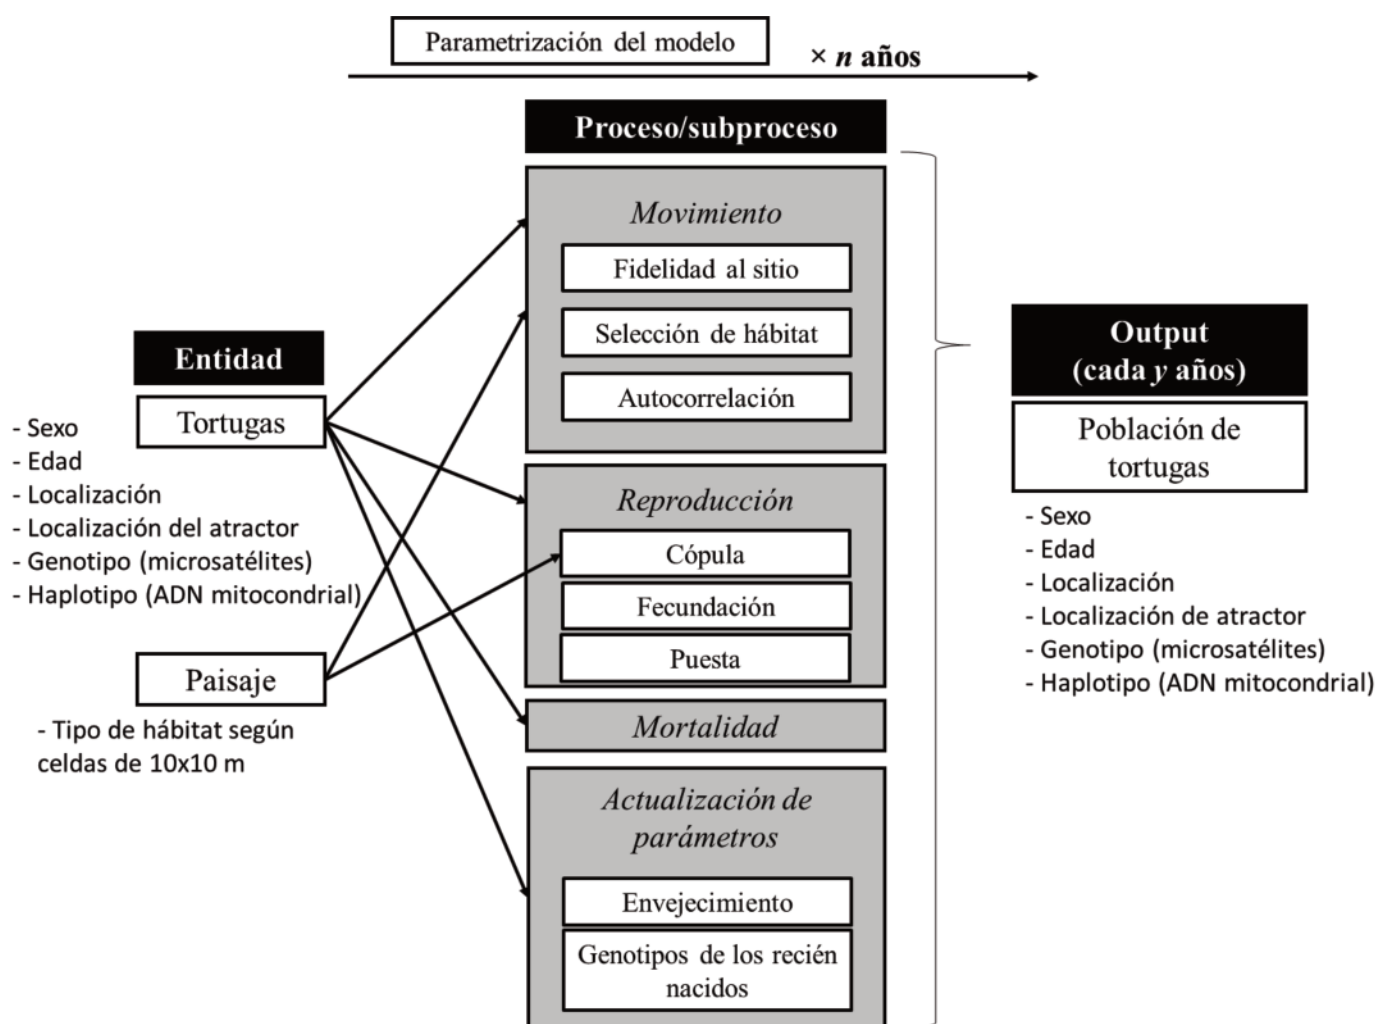 Parametrización del modelo
× n años
Proceso/subproceso
Movimiento
Fidelidad al sitio
Selección de hábitat
Autocorrelación
Entidad
Tortugas
- Sexo
- Edad
- Localización
- Localización del atractor
- Genotipo (microsatélites)
- Haplotipo (ADN mitocondrial)
Paisaje
- Tipo de hábitat según
celdas de 10x10 m
Reproducción
Cópula
Fecundación
Puesta
Mortalidad
Actualización de
parámetros
Envejecimiento
Genotipos de los recién
nacidos
Output
(cada y años)
Población de
tortugas
- Sexo
- Edad
- Localización
- Localización de atractor
- Genotipo (microsatélites)
- Haplotipo (ADN mitocondrial)